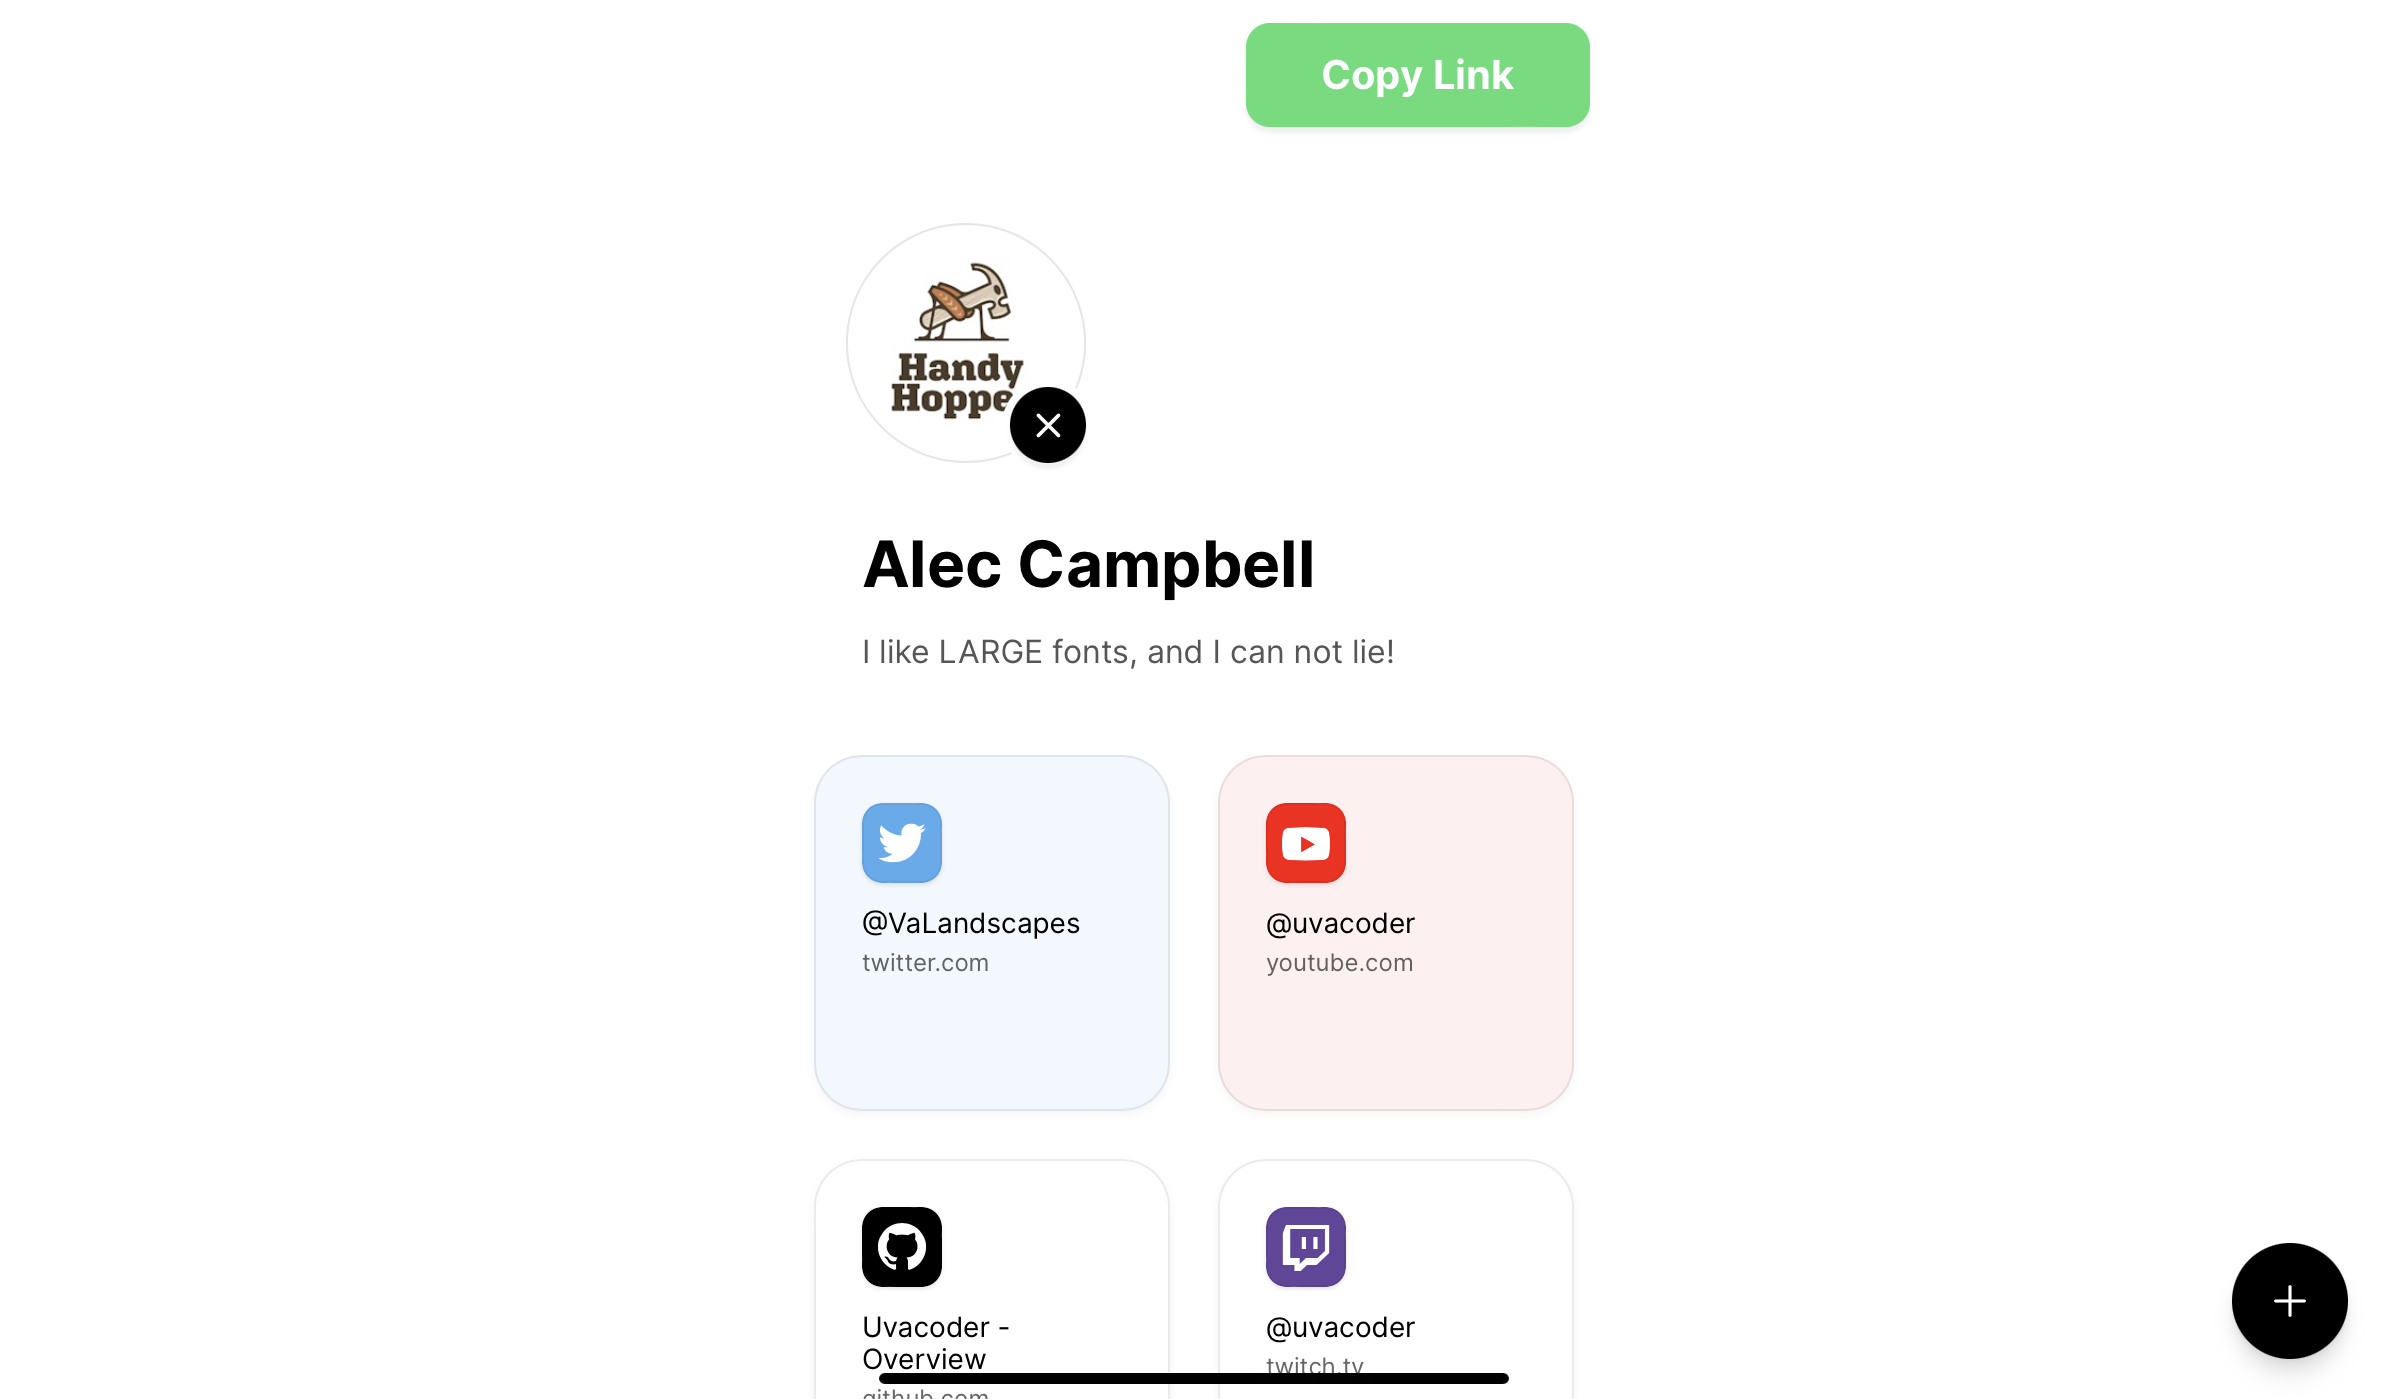 Copy Link
Handy
Hoppe
Alec Campbell
I like LARGE fonts, and I can not lie!
@VaLandscapes
twitter.com
@uvacoder
youtube.com
Uvacoder -
Overview
github.com
@uvacoder
twitch.tv